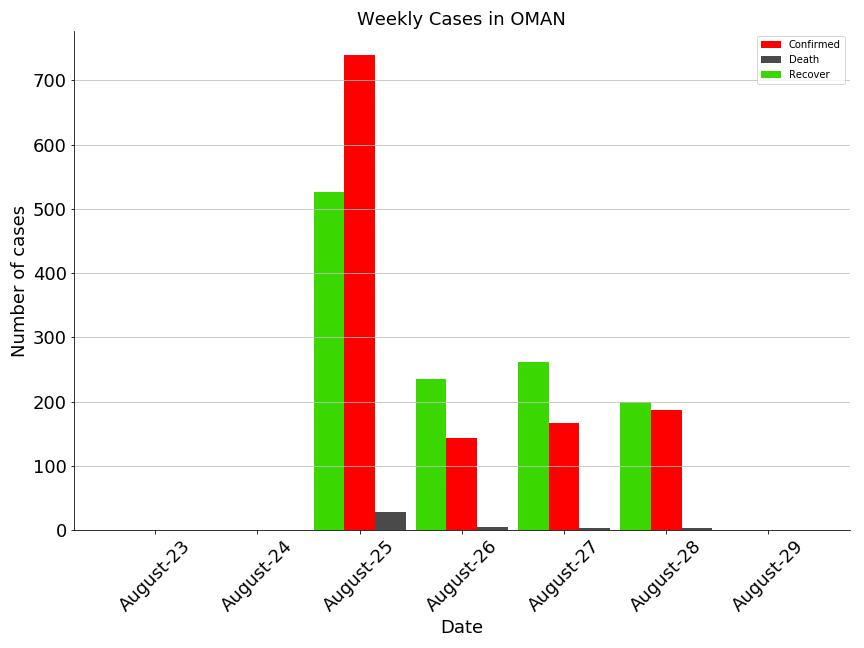 Weekly Cases in OMAN
Confirmed
Death
Recover
Number of cases
700
600
500
400
300
200
100
0
August-23
August-24
August-25
August-26
August-27
August-28
August-29
Date